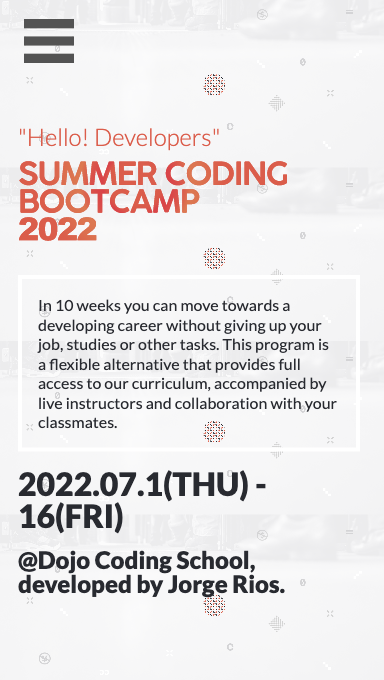 "Hello! Developers"
SUMMER CODING
BOOTCAMP
2022
In 10 weeks you can move towards a
developing career without giving up your
job, studies or other tasks. This program is
a flexible alternative that provides full
access to our curriculum, accompanied by
live instructors and collaboration with your
classmates.
2022.07.1(THU) -
16(FRI)
@Dojo Coding School,
developed by Jorge Rios.